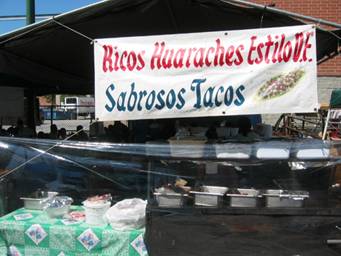 Ricos Huaraches Estilo D.F.
Sabrosos Tacos